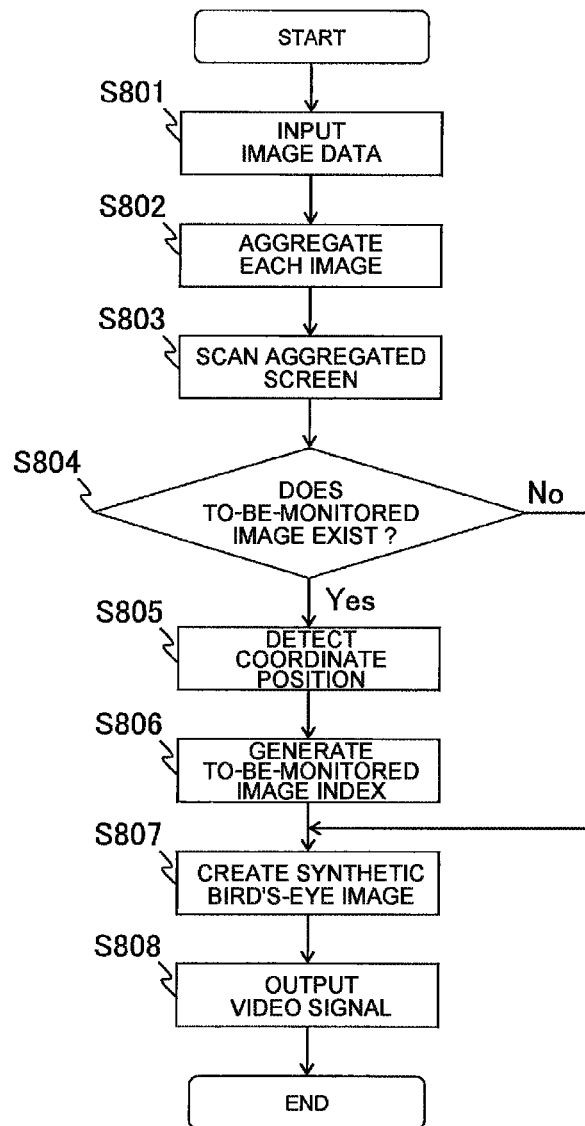 START
S801
INPUT
IMAGE DATA
S802
AGGREGATE
EACH IMAGE
S803
SCAN AGGREGATED
SCREEN
S804
DOES
TO-BE-MONITORED
IMAGE EXIST ?
No
Yes
S805
DETECT
COORDINATE
POSITION
S806
GENERATE
TO-BE-MONITORED
IMAGE INDEX
S807
CREATE SYNTHETIC
BIRD'S-EYE IMAGE
S808
OUTPUT
VIDEO SIGNAL
END